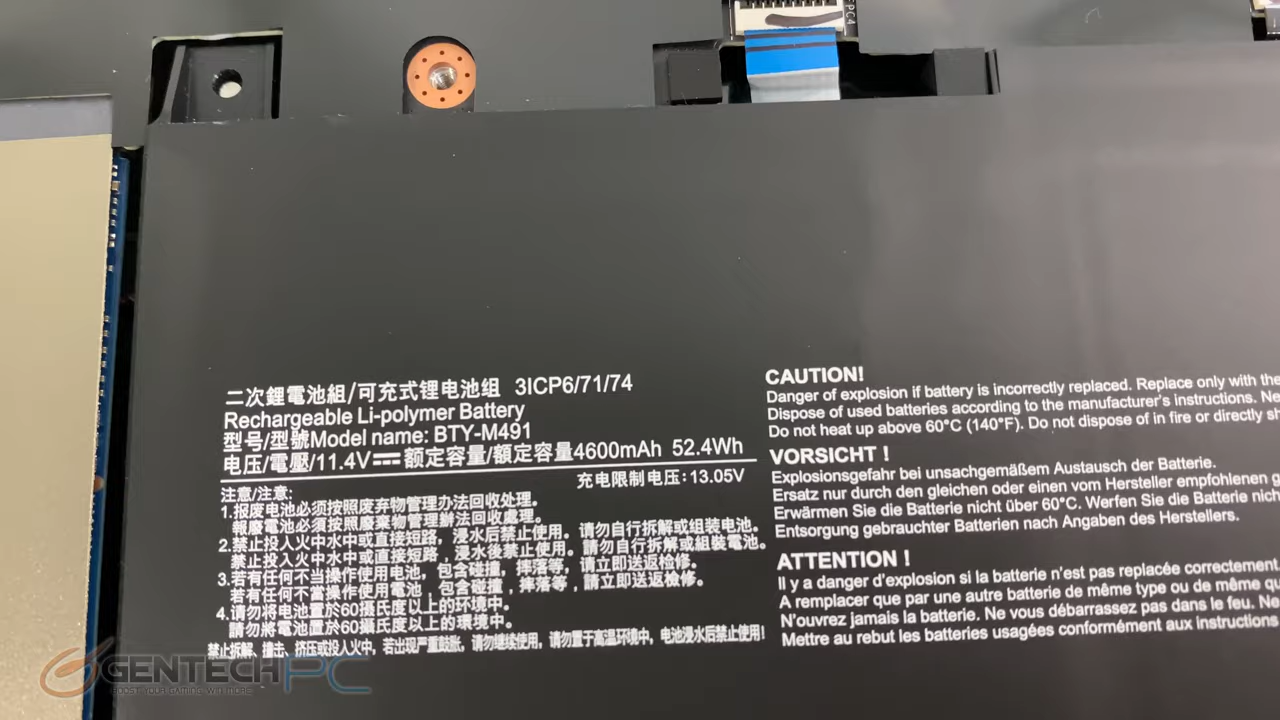 FPC4
二次鋰電池組/可充式锂电池组 3ICP6/71/74
Rechargeable Li-polymer Battery
型号/型號Model name: BTY-M491
电压/電壓/11.4V⎓额定容量/額定容量4600mAh 52.4Wh
充电限制电压:13.05V
注意/注意:
1.报废电池必须按照废弃物管理办法回收处理。
報廢電池必須按照廢棄物管理辦法回收處理。
2.禁止投入火中水中或直接短路，浸水后禁止使用。请勿自行拆解或组装电池。
禁止投入火中水中或直接短路，浸水後禁止使用。請勿自行拆解或組裝電池。
3.若有任何不当操作使用电池，包含碰撞，摔落等，请立即送返检修。
若有任何不當操作使用電池，包含碰撞，摔落等，請立即送返檢修。
4.请勿将电池置於60摄氏度以上的环境中。
請勿將電池置於60攝氏度以上的環境中。
禁止拆解、撞击、挤压或投入火中，若出现严重鼓胀，请勿继续使用，请勿置于高温环境中，电池浸水后禁止使用!
CAUTION!
Danger of explosion if battery is incorrectly replaced. Replace only with the
Dispose of used batteries according to the manufacturer's instructions. Ne
Do not heat up above 60°C (140°F). Do not dispose of in fire or directly sh
VORSICHT !
Explosionsgefahr bei unsachgemäßem Austausch der Batterie.
Ersatz nur durch den gleichen oder einen vom Hersteller empfohlenen g
Erwärmen Sie die Batterie nicht über 60°C. Werfen Sie die Batterie nich
Entsorgung gebrauchter Batterien nach Angaben des Herstellers.
ATTENTION !
Il y a danger d'explosion si la batterie n'est pas replacée correctement.
A remplacer que par une autre batterie de même type ou de même qu
N'ouvrez jamais la batterie. Ne vous débarrassez pas dans le feu. Ne
Mettre au rebut les batteries usagées conformément aux instructions
GENTECH PC
BOOST YOUR GAMING, WIN MORE